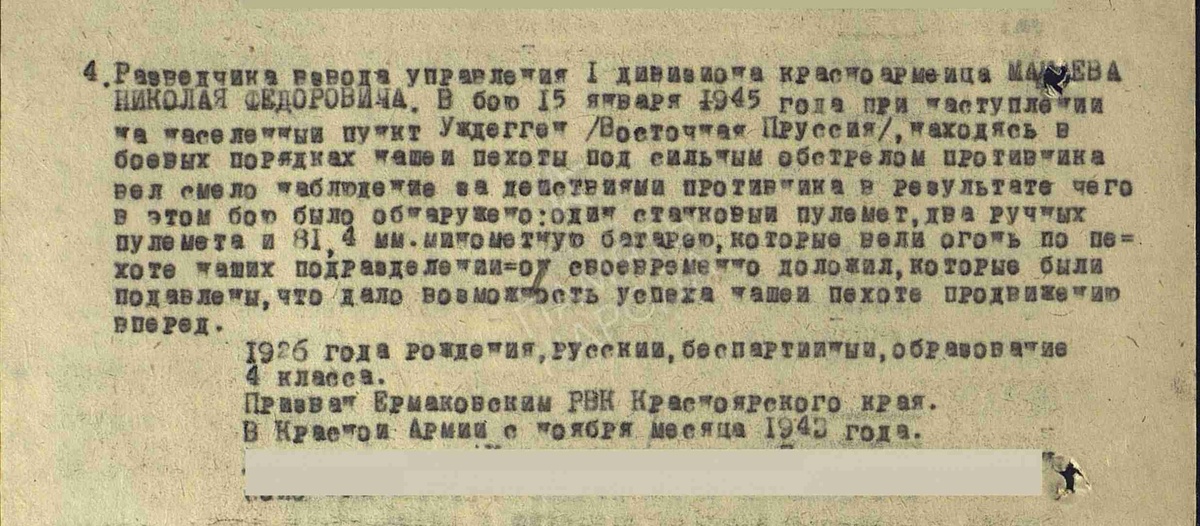 4. Разведчика взвода управления I дивизиона красноармейца
НИКОЛАЯ ФЕДОРОВИЧА. В бою 15 января 1945 года при наступлении
на населенный пункт Уждегген /Восточная Пруссия/, находясь в
боевых порядках нашей пехоты под сильным обстрелом противника
вел смело наблюдение за действиями противника в результате чего
в этом бою было обнаружено:один станковый пулемет,два ручных
пулемета и 81,4 мм.минометную батарею,которые вели огонь по пе=
хоте наших подразделений=он своевременно доложил,которые были
подавлены,что дало возможность успеха нашей пехоте продвижению
вперед.
1926 года рождения,русский,беспартийный,образование
4 класса.
Призван Ермаковским РВК Красноярского края.
В Красной Армии с ноября месяца 1943 года.